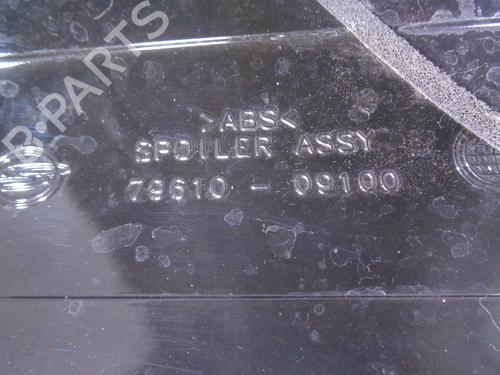 B-PARTS
>ABS<
SPOILER ASSY
79610-09100